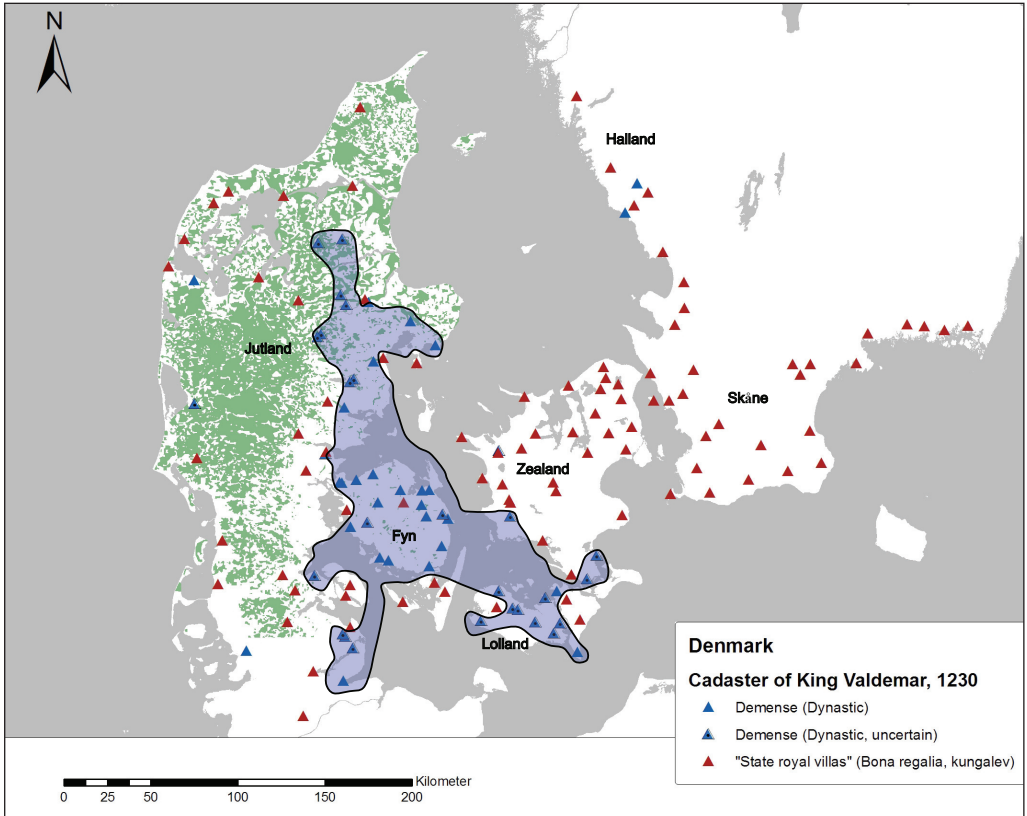 N
Halland
Jutland
Skåne
Zealand
Fyn
Lolland
Denmark
Cadaster of King Valdemar, 1230
Demense (Dynastic)
Demense (Dynastic, uncertain)
"State royal villas" (Bona regalia, kungalev)
Kilometer
0 25 50 100 150 200